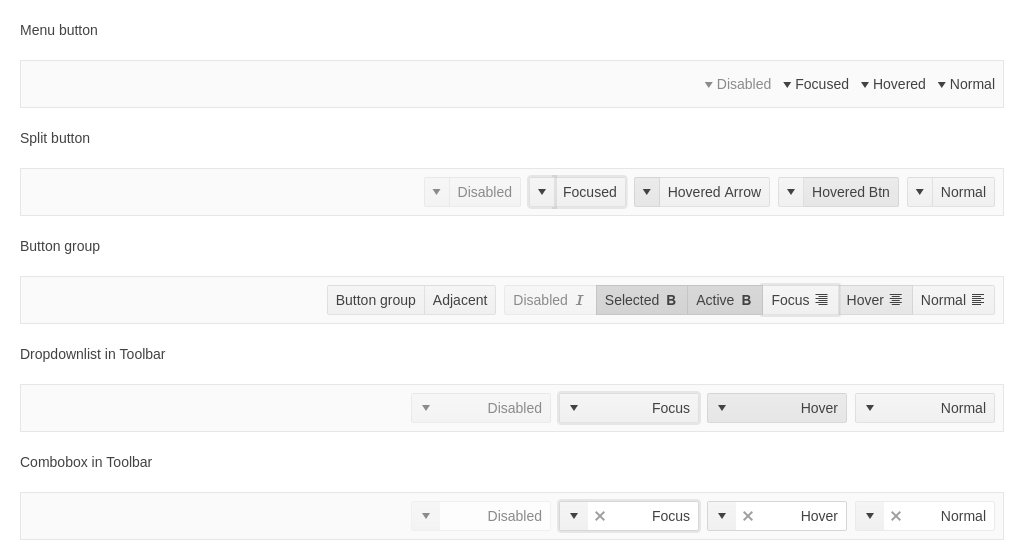 Menu button
Disabled Focused Hovered Normal
Split button
Disabled Focused Hovered Arrow Hovered Btn Normal
Button group
Button group Adjacent Disabled I Selected B Active B Focus Hover Normal
Dropdownlist in Toolbar
Disabled Focus Hover Normal
Combobox in Toolbar
Disabled Focus Hover Normal